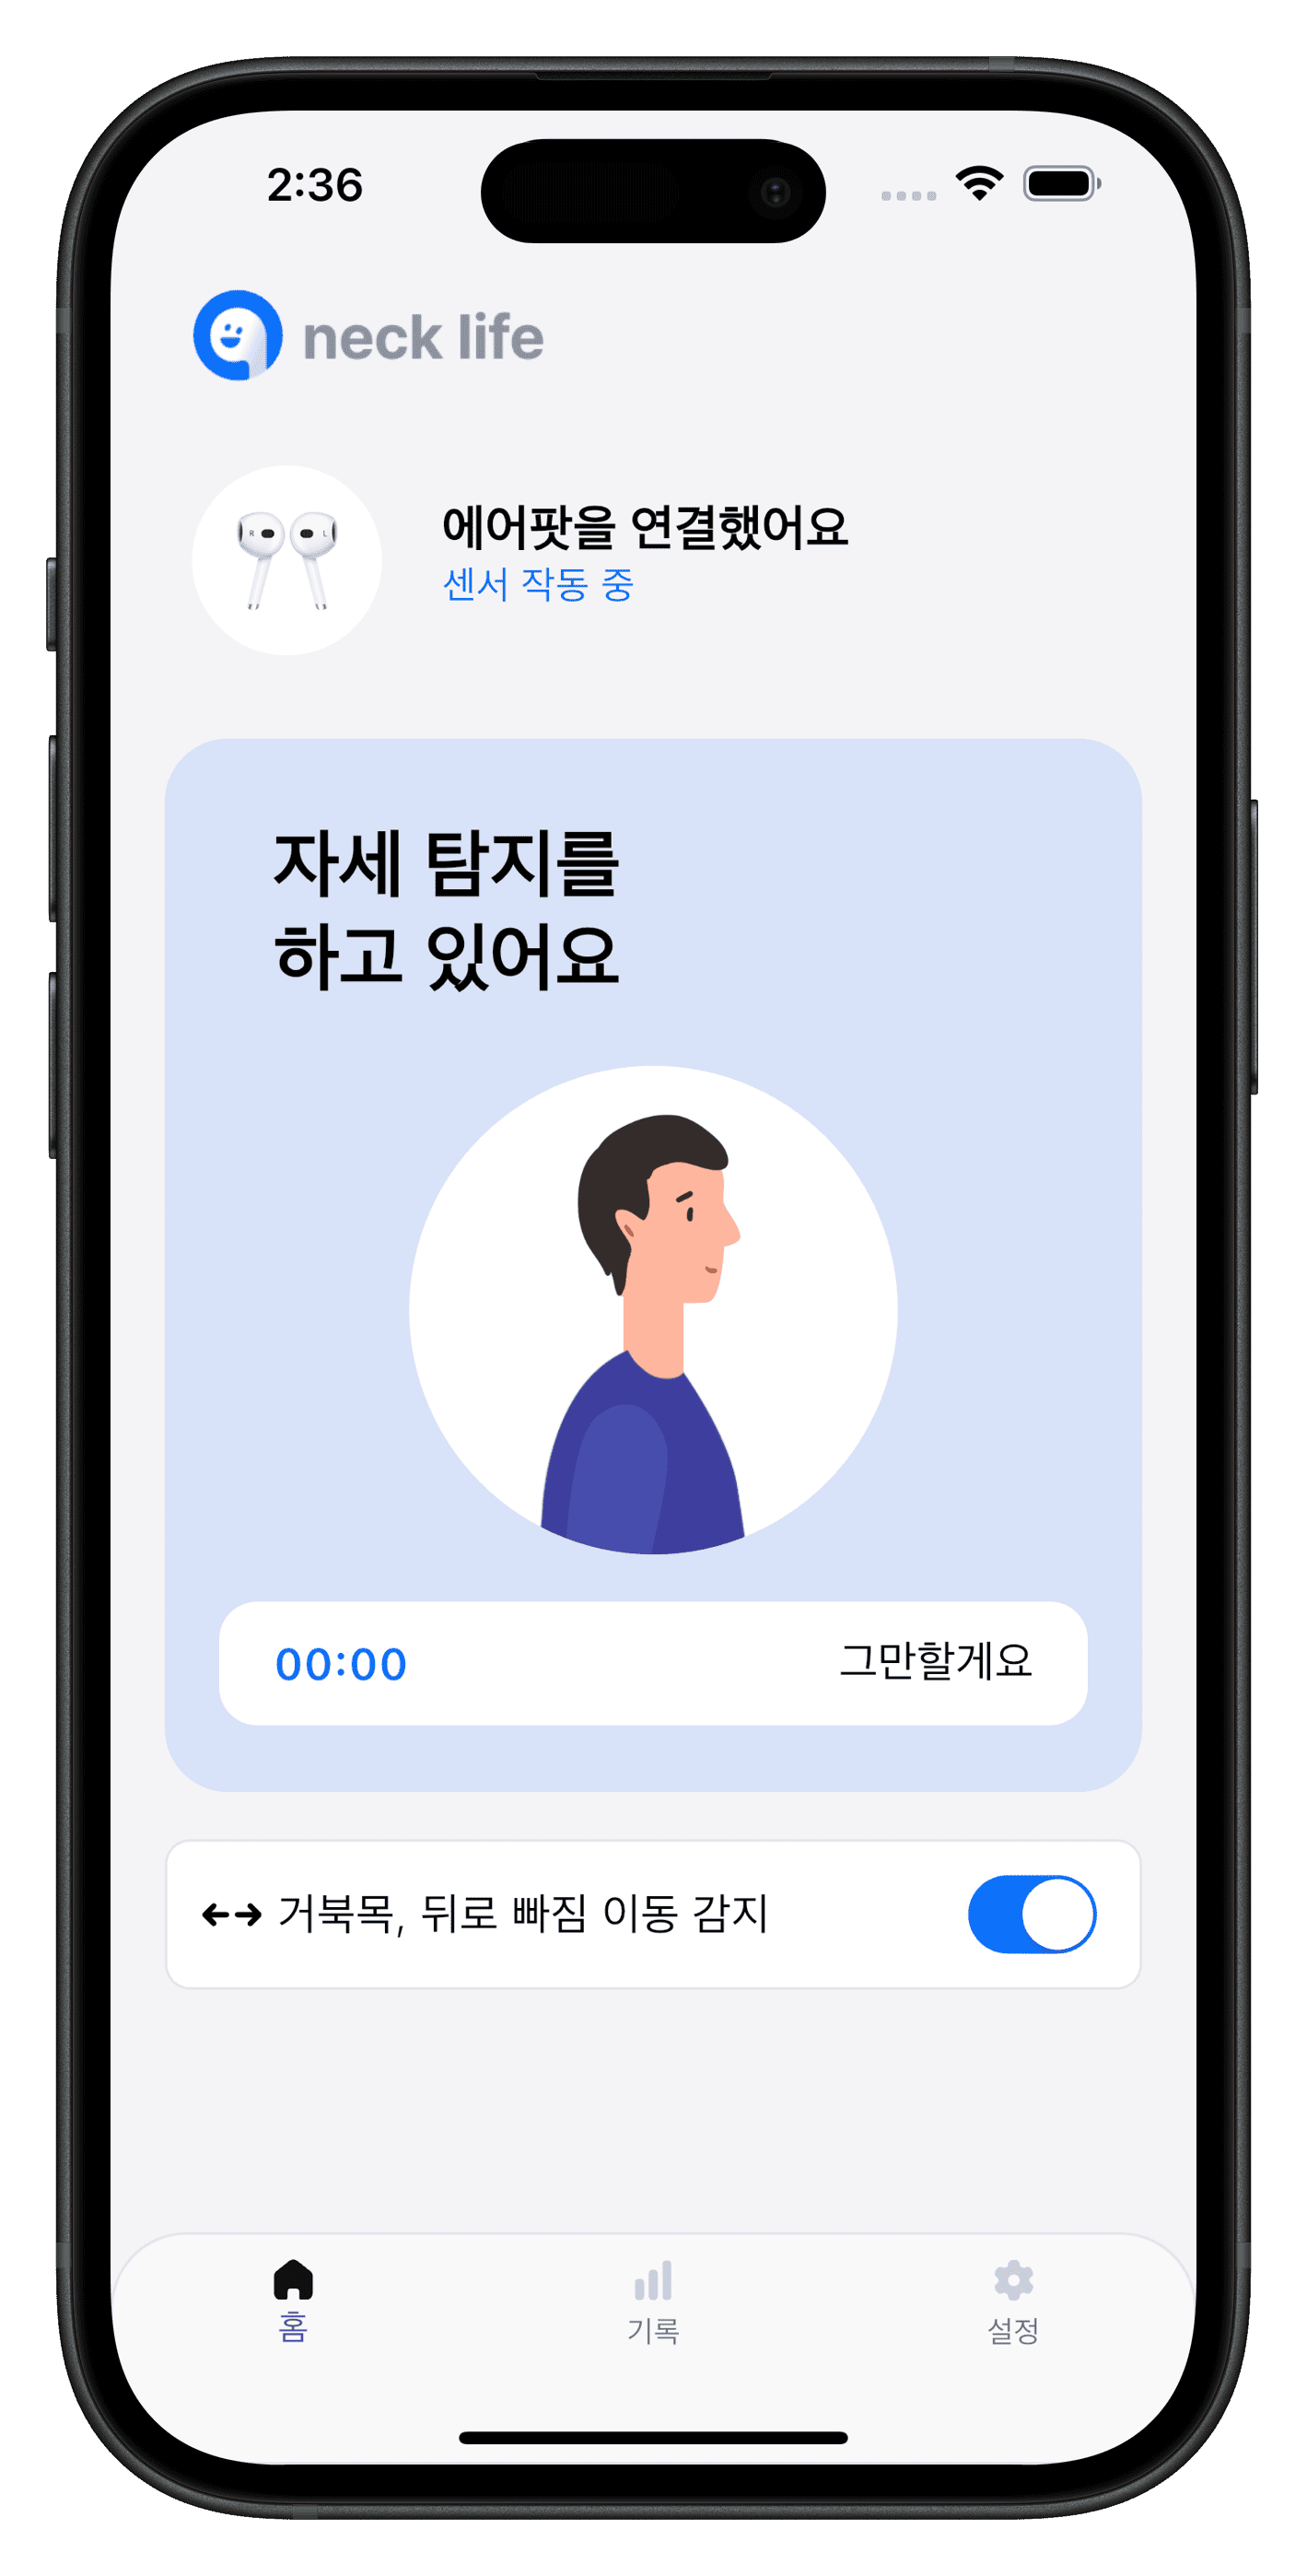 2:36
neck life
R L
에어팟을 연결했어요
센서 작동 중
자세 탐지를
하고 있어요
00:00 그만할게요
거북목, 뒤로 빠짐 이동 감지
홈 기록 설정